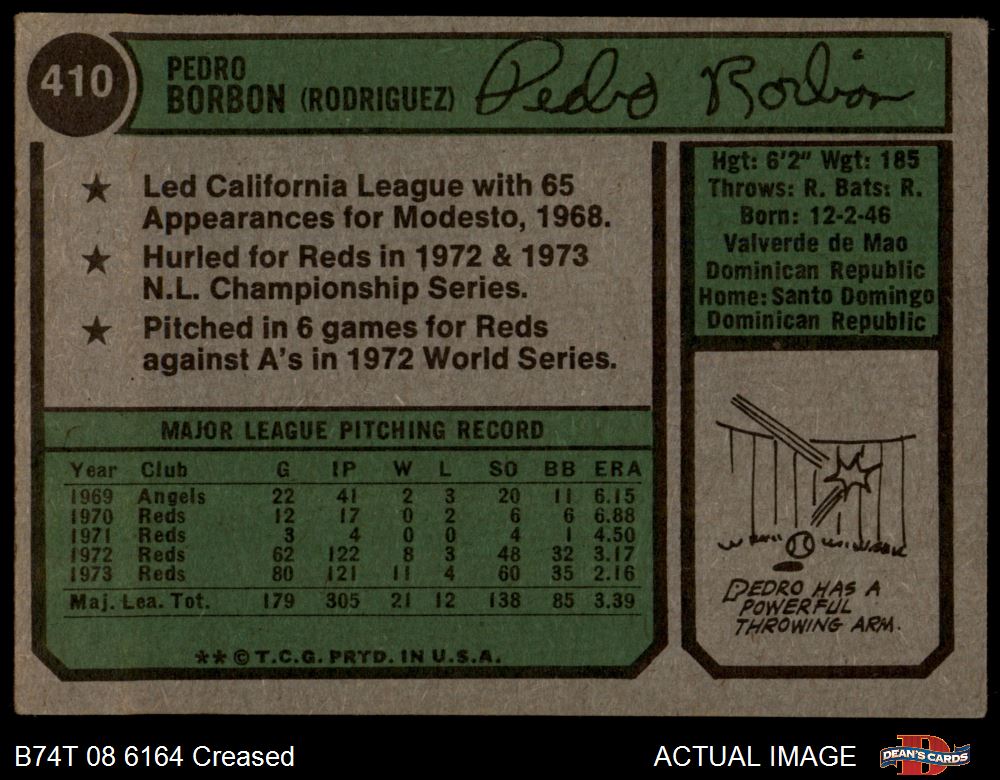 410
PEDRO
BORBON (RODRIGUEZ)
Pedro Borbón
★ Led California League with 65
Appearances for Modesto, 1968.
★ Hurled for Reds in 1972 & 1973
N.L. Championship Series.
★ Pitched in 6 games for Reds
against A's in 1972 World Series.
Hgt: 6'2" Wgt: 185
Throws: R. Bats: R.
Born: 12-2-46
Valverde de Mao
Dominican Republic
Home: Santo Domingo
Dominican Republic
MAJOR LEAGUE PITCHING RECORD
Year Club G IP W L SO BB ERA
1969 Angels 22 41 2 3 20 11 6.15
1970 Reds 12 17 0 2 6 6 6.88
1971 Reds 3 4 0 0 4 1 4.50
1972 Reds 62 122 8 3 48 32 3.17
1973 Reds 80 121 11 4 60 35 2.16
Maj. Lea. Tot. 179 305 21 12 138 85 3.39
** © T.C.G. PRTD. IN U.S.A.
PEDRO HAS A
POWERFUL
THROWING ARM.
B74T 08 6164 Creased
ACTUAL IMAGE
DEAN'S CARDS